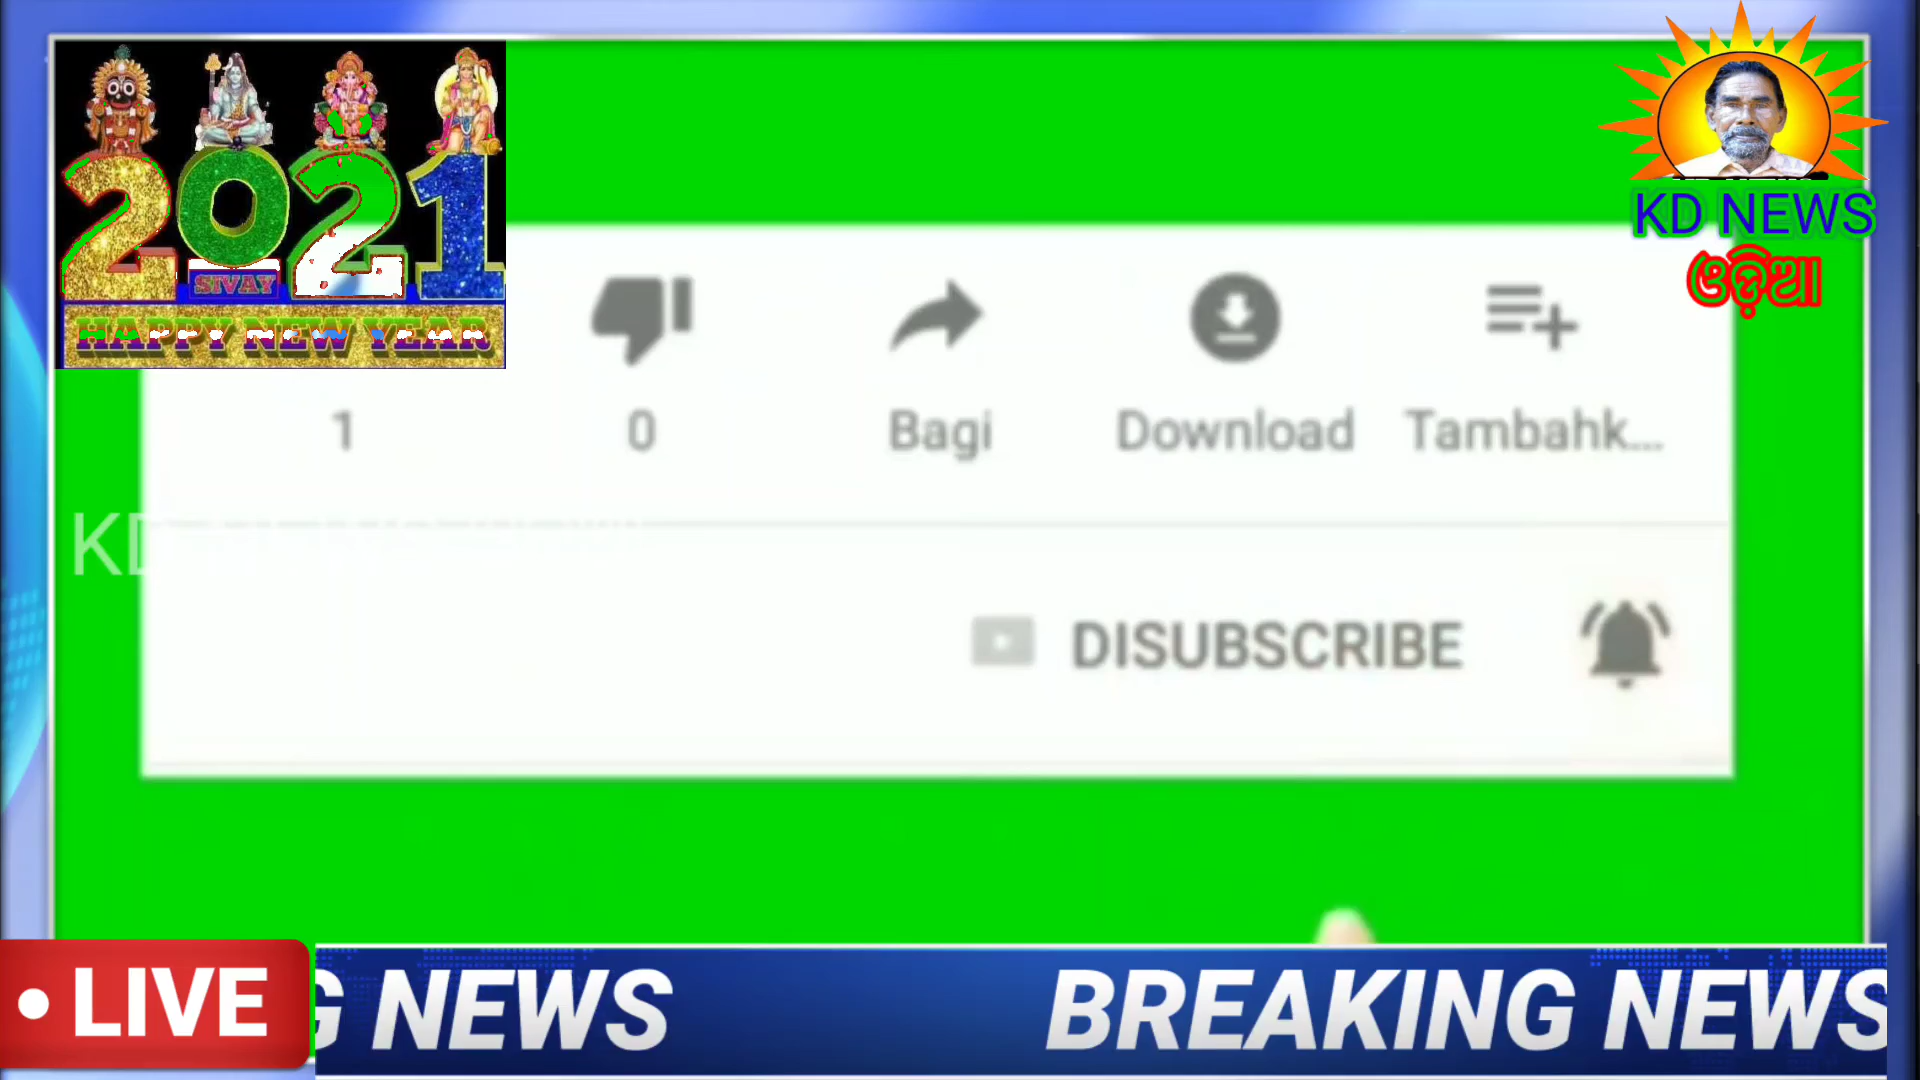 2021
SIVAY
HAPPY NEW YEAR
KD NEWS
ଓଡ଼ିଆ
1
0
Bagi
Download
Tambahk...
KD
DISUBSCRIBE
LIVE
G NEWS
BREAKING NEWS